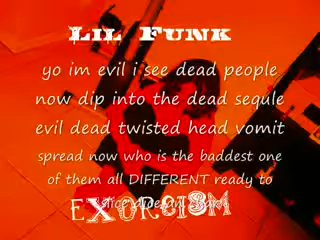 Lil Funk
yo im evil i see dead people
now dip into the dead sequle
evil dead twisted head vomit
spread now who is the baddest one
of them all DIFFERENT ready to
EXORCISM